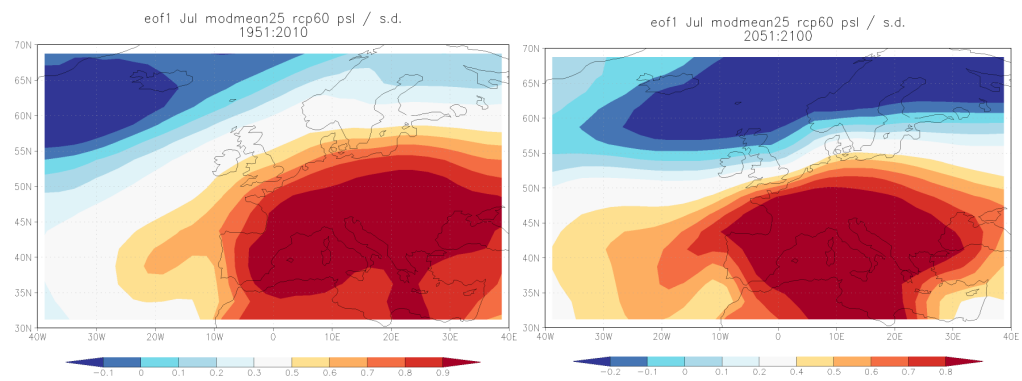 eof1 Jul modmean25 rcp60 psl / s.d.
1951:2010
70N
65N
60N
55N
50N
45N
40N
35N
30N
40W 30W 20W 10W 0 10E 20E 30E 40E
-0.1 0 0.1 0.2 0.3 0.5 0.6 0.7 0.8 0.9
eof1 Jul modmean25 rcp60 psl / s.d.
2051:2100
70N
65N
60N
55N
50N
45N
40N
35N
30N
40W 30W 20W 10W 0 10E 20E 30E 40E
-0.2 -0.1 0 0.1 0.2 0.4 0.5 0.6 0.7 0.8